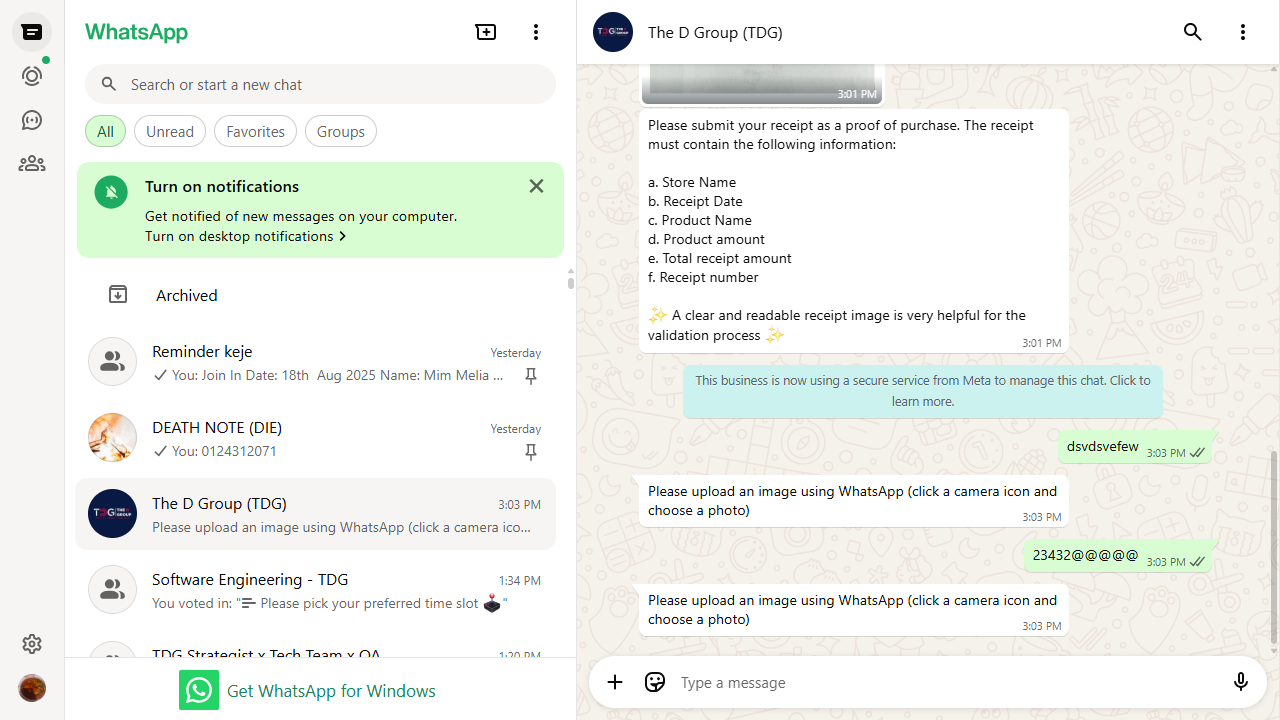 WhatsApp
Search or start a new chat
All
Unread
Favorites
Groups
Turn on notifications
Get notified of new messages on your computer.
Turn on desktop notifications
Archived
Reminder keje
Yesterday
You: Join In Date: 18th Aug 2025 Name: Mim Melia ...
DEATH NOTE (DIE)
Yesterday
You: 0124312071
The D Group (TDG)
3:03 PM
Please upload an image using WhatsApp (click a camera ico...
Software Engineering - TDG
1:34 PM
You voted in: "Please pick your preferred time slot 🕹️"
TDG Strategist x Tech Team x QA
1:20 PM
Get WhatsApp for Windows
TDG THE D GROUP
The D Group (TDG)
3:01 PM
Please submit your receipt as a proof of purchase. The receipt
must contain the following information:
a. Store Name
b. Receipt Date
c. Product Name
d. Product amount
e. Total receipt amount
f. Receipt number
✨ A clear and readable receipt image is very helpful for the
validation process ✨
3:01 PM
This business is now using a secure service from Meta to manage this chat. Click to
learn more.
dsvdsvefew 3:03 PM
Please upload an image using WhatsApp (click a camera icon and
choose a photo)
3:03 PM
23432@@@@@ 3:03 PM
Please upload an image using WhatsApp (click a camera icon and
choose a photo)
3:03 PM
Type a message